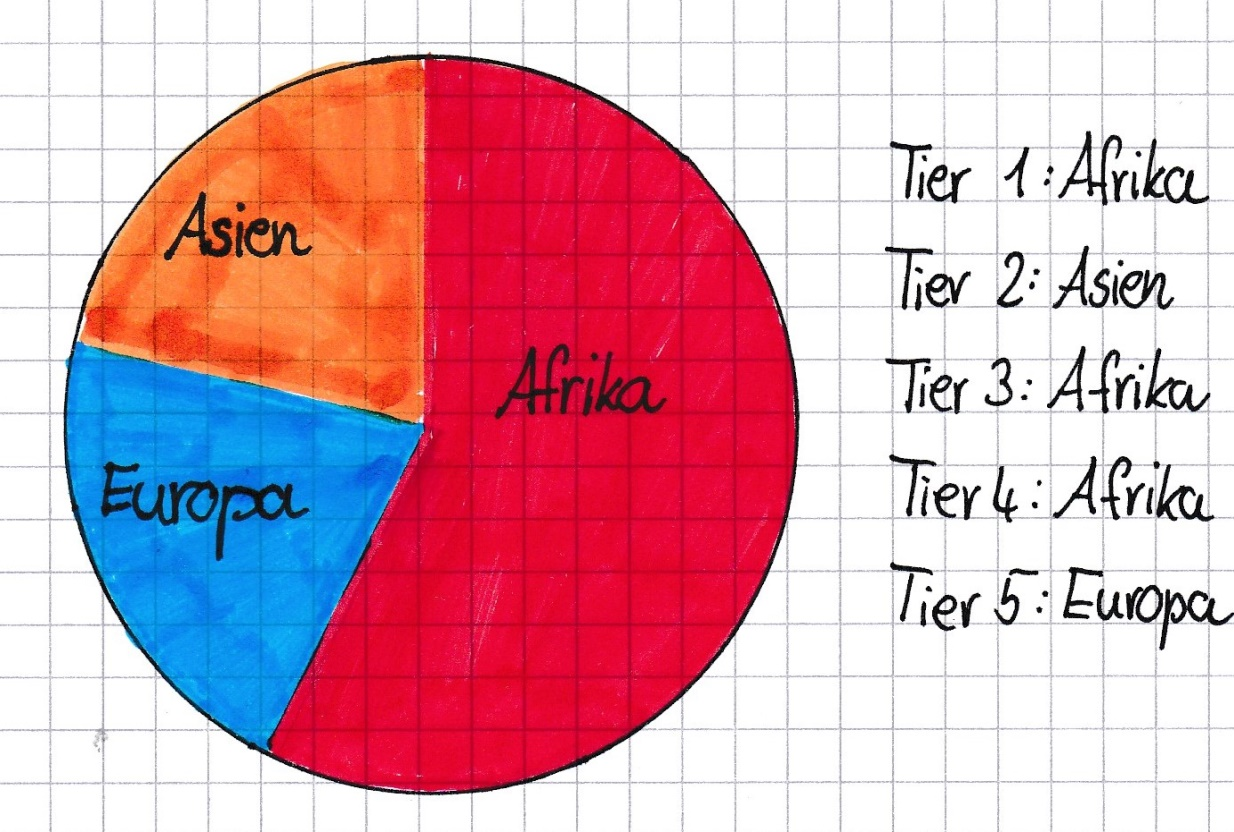 Asien
Afrika
Europa
Tier 1: Afrika
Tier 2: Asien
Tier 3: Afrika
Tier 4: Afrika
Tier 5: Europa